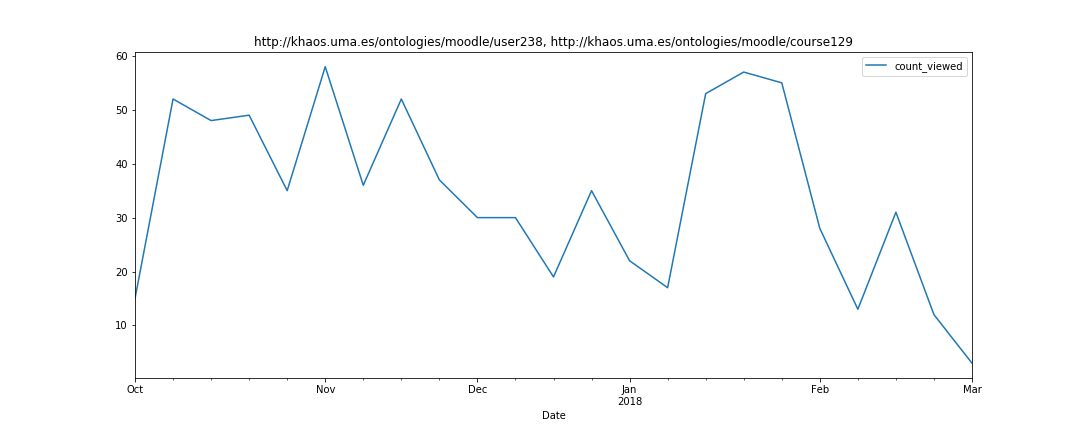 http://khaos.uma.es/ontologies/moodle/user238, http://khaos.uma.es/ontologies/moodle/course129
count_viewed
60
50
40
30
20
10
Oct Nov Dec Jan Feb Mar
2018
Date